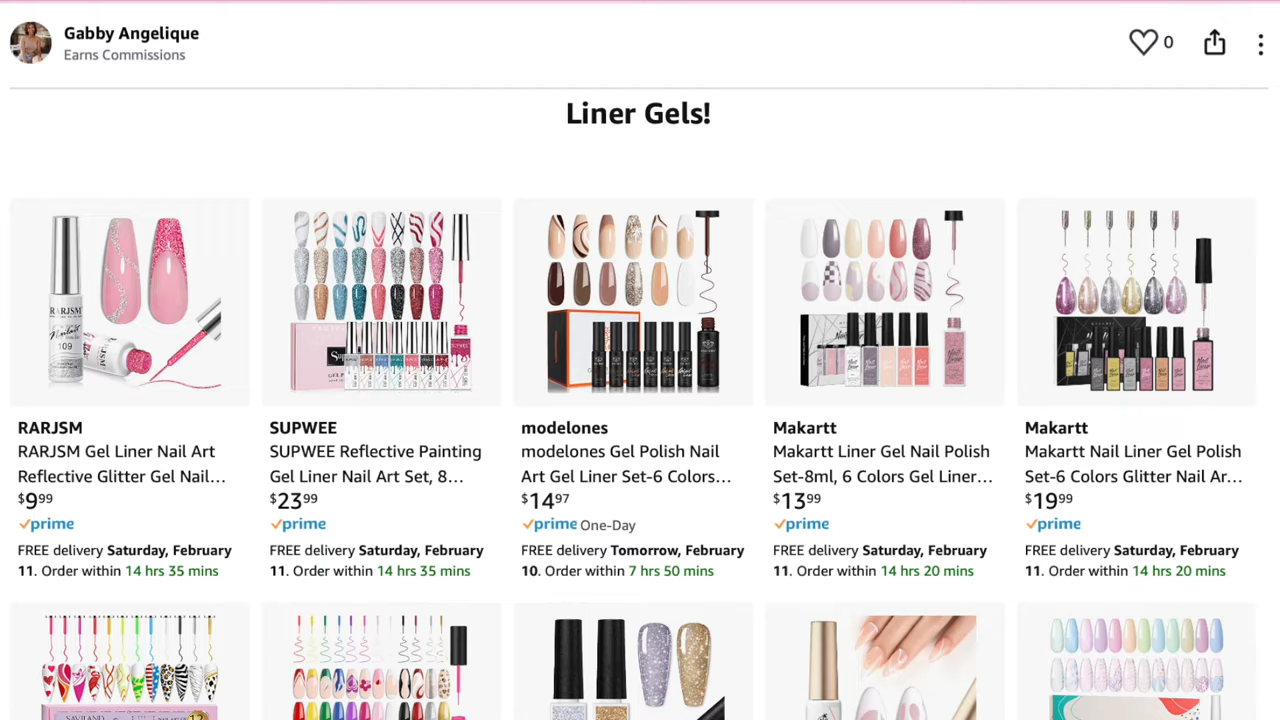 Gabby Angelique
Earns Commissions
0
Liner Gels!
RARJSM
109
RARJSM
RARJSM
RARJSM Gel Liner Nail Art
Reflective Glitter Gel Nail...
$9.99
prime
FREE delivery Saturday, February
11. Order within 14 hrs 35 mins
SUPWEE
SUPWEE Reflective Painting
Gel Liner Nail Art Set, 8...
$23.99
prime
FREE delivery Saturday, February
11. Order within 14 hrs 35 mins
modelones
modelones Gel Polish Nail
Art Gel Liner Set-6 Colors...
$14.97
prime One-Day
FREE delivery Tomorrow, February
10. Order within 7 hrs 50 mins
Makartt
Makartt Liner Gel Nail Polish
Set-8ml, 6 Colors Gel Liner...
$13.99
prime
FREE delivery Saturday, February
11. Order within 14 hrs 20 mins
Makartt
Makartt Nail Liner Gel Polish
Set-6 Colors Glitter Nail Ar...
$19.99
prime
FREE delivery Saturday, February
11. Order within 14 hrs 20 mins
SAVILAND